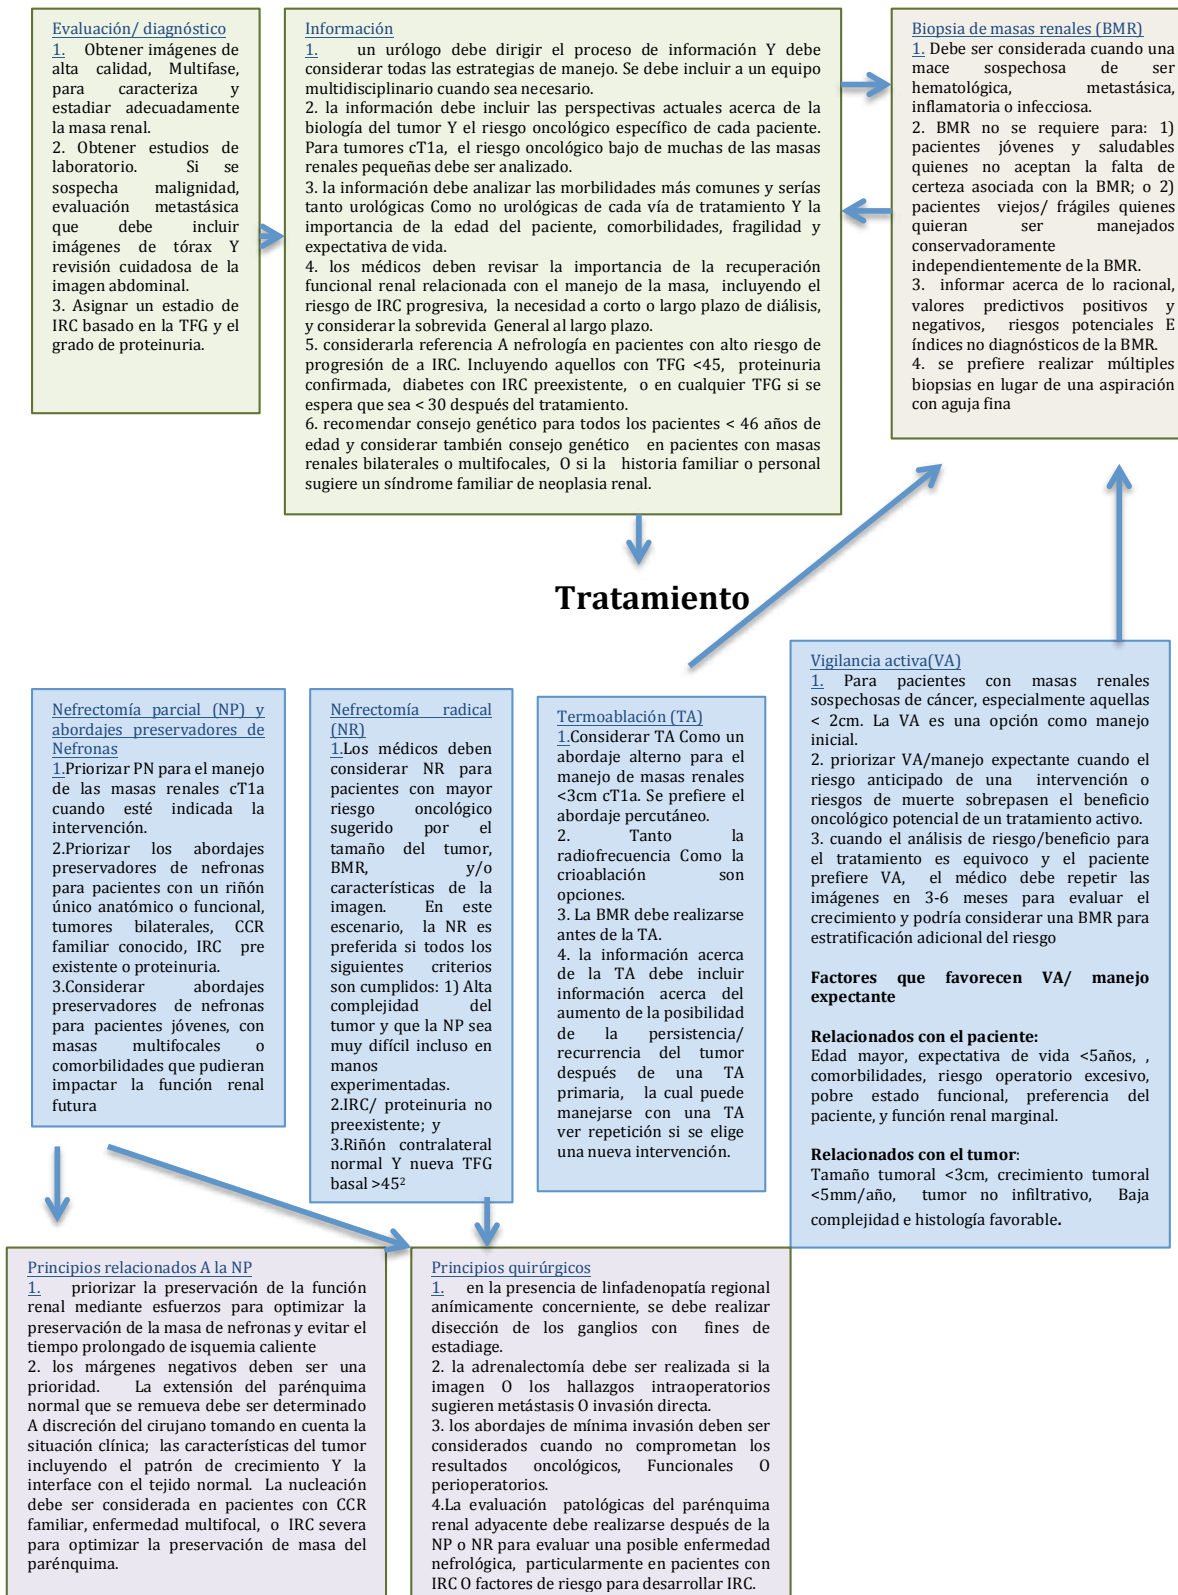 Evaluación/ diagnóstico
1. Obtener imágenes de
alta calidad, Multifase,
para caracteriza y
estadiar adecuadamente
la masa renal.
2. Obtener estudios de
laboratorio. Si se
sospecha malignidad,
evaluación metastásica
que debe incluir
imágenes de tórax Y
revisión cuidadosa de la
imagen abdominal.
3. Asignar un estadio de
IRC basado en la TFG y el
grado de proteinuria.
Información
1. un urólogo debe dirigir el proceso de información Y debe
considerar todas las estrategias de manejo. Se debe incluir a un equipo
multidisciplinario cuando sea necesario.
2. la información debe incluir las perspectivas actuales acerca de la
biología del tumor Y el riesgo oncológico específico de cada paciente.
Para tumores cT1a, el riesgo oncológico bajo de muchas de las masas
renales pequeñas debe ser analizado.
3. la información debe analizar las morbilidades más comunes y serías
tanto urológicas Como no urológicas de cada vía de tratamiento Y la
importancia de la edad del paciente, comorbilidades, fragilidad y
expectativa de vida.
4. los médicos deben revisar la importancia de la recuperación
funcional renal relacionada con el manejo de la masa, incluyendo el
riesgo de IRC progresiva, la necesidad a corto o largo plazo de diálisis,
y considerar la sobrevida General al largo plazo.
5. considerarla referencia A nefrología en pacientes con alto riesgo de
progresión de a IRC. Incluyendo aquellos con TFG <45, proteinuria
confirmada, diabetes con IRC preexistente, o en cualquier TFG si se
espera que sea < 30 después del tratamiento.
6. recomendar consejo genético para todos los pacientes < 46 años de
edad y considerar también consejo genético en pacientes con masas
renales bilaterales o multifocales, O si la historia familiar o personal
sugiere un síndrome familiar de neoplasia renal.
Biopsia de masas renales (BMR)
1. Debe ser considerada cuando una
mace sospechosa de ser
hematológica, metastásica,
inflamatoria o infecciosa.
2. BMR no se requiere para: 1)
pacientes jóvenes y saludables
quienes no aceptan la falta de
certeza asociada con la BMR; o 2)
pacientes viejos/ frágiles quienes
quieran ser manejados
conservadoramente
independientemente de la BMR.
3. informar acerca de lo racional,
valores predictivos positivos y
negativos, riesgos potenciales E
índices no diagnósticos de la BMR.
4. se prefiere realizar múltiples
biopsias en lugar de una aspiración
con aguja fina
Tratamiento
Nefrectomía parcial (NP) y
abordajes preservadores de
Nefronas
1.Priorizar PN para el manejo
de las masas renales cT1a
cuando esté indicada la
intervención.
2.Priorizar los abordajes
preservadores de nefronas
para pacientes con un riñón
único anatómico o funcional,
tumores bilaterales, CCR
familiar conocido, IRC pre
existente o proteinuria.
3.Considerar abordajes
preservadores de nefronas
para pacientes jóvenes, con
masas multifocales o
comorbilidades que pudieran
impactar la función renal
futura
Nefrectomía radical
(NR)
1.Los médicos deben
considerar NR para
pacientes con mayor
riesgo oncológico
sugerido por el
tamaño del tumor,
BMR, y/o
características de la
imagen. En este
escenario, la NR es
preferida si todos los
siguientes criterios
son cumplidos: 1) Alta
complejidad del
tumor y que la NP sea
muy difícil incluso en
manos
experimentadas.
2.IRC/ proteinuria no
preexistente; y
3.Riñón contralateral
normal Y nueva TFG
basal >45²
Termoablación (TA)
1.Considerar TA Como un
abordaje alterno para el
manejo de masas renales
<3cm cT1a. Se prefiere el
abordaje percutáneo.
2. Tanto la
radiofrecuencia Como la
crioablación son
opciones.
3. La BMR debe realizarse
antes de la TA.
4. la información acerca
de la TA debe incluir
información acerca del
aumento de la posibilidad
de la persistencia/
recurrencia del tumor
después de una TA
primaria, la cual puede
manejarse con una TA
ver repetición si se elige
una nueva intervención.
Vigilancia activa(VA)
1. Para pacientes con masas renales
sospechosas de cáncer, especialmente aquellas
< 2cm. La VA es una opción como manejo
inicial.
2. priorizar VA/manejo expectante cuando el
riesgo anticipado de una intervención o
riesgos de muerte sobrepasen el beneficio
oncológico potencial de un tratamiento activo.
3. cuando el análisis de riesgo/beneficio para
el tratamiento es equivoco y el paciente
prefiere VA, el médico debe repetir las
imágenes en 3-6 meses para evaluar el
crecimiento y podría considerar una BMR para
estratificación adicional del riesgo
Factores que favorecen VA/ manejo
expectante
Relacionados con el paciente:
Edad mayor, expectativa de vida <5años, ,
comorbilidades, riesgo operatorio excesivo,
pobre estado funcional, preferencia del
paciente, y función renal marginal.
Relacionados con el tumor:
Tamaño tumoral <3cm, crecimiento tumoral
<5mm/año, tumor no infiltrativo, Baja
complejidad e histología favorable.
Principios relacionados A la NP
1. priorizar la preservación de la función
renal mediante esfuerzos para optimizar la
preservación de la masa de nefronas y evitar el
tiempo prolongado de isquemia caliente
2. los márgenes negativos deben ser una
prioridad. La extensión del parénquima
normal que se remueva debe ser determinado
A discreción del cirujano tomando en cuenta la
situación clínica; las características del tumor
incluyendo el patrón de crecimiento Y la
interface con el tejido normal. La nucleación
debe ser considerada en pacientes con CCR
familiar, enfermedad multifocal, o IRC severa
para optimizar la preservación de masa del
parénquima.
Principios quirúrgicos
1. en la presencia de linfadenopatía regional
anímicamente concerniente, se debe realizar
disección de los ganglios con fines de
estadiage.
2. la adrenalectomía debe ser realizada si la
imagen O los hallazgos intraoperatorios
sugieren metástasis O invasión directa.
3. los abordajes de mínima invasión deben ser
considerados cuando no comprometan los
resultados oncológicos, Funcionales O
perioperatorios.
4.La evaluación patológicas del parénquima
renal adyacente debe realizarse después de la
NP o NR para evaluar una posible enfermedad
nefrológica, particularmente en pacientes con
IRC O factores de riesgo para desarrollar IRC.